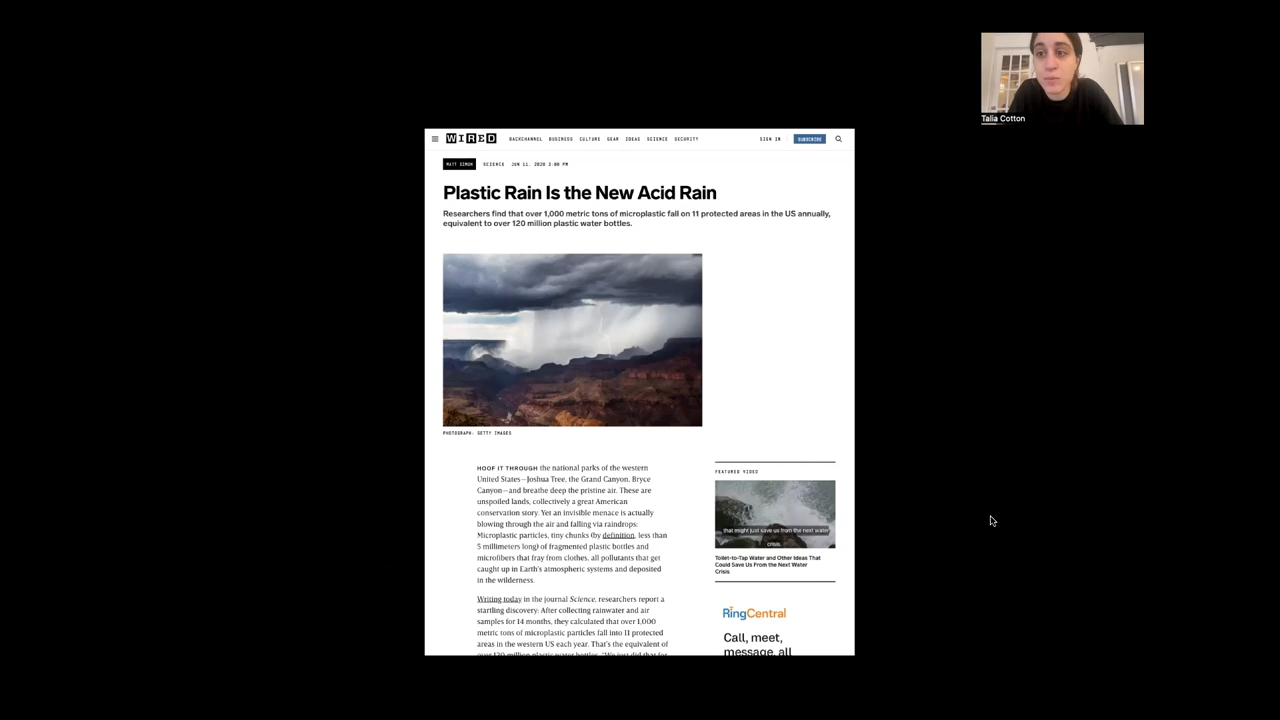 Talia Cotton
WIRED
BACKCHANNEL BUSINESS CULTURE GEAR IDEAS SCIENCE SECURITY
SIGN IN
SUBSCRIBE
MATT SIMON SCIENCE JUN 11, 2020 2:00 PM
Plastic Rain Is the New Acid Rain
Researchers find that over 1,000 metric tons of microplastic fall on 11 protected areas in the US annually,
equivalent to over 120 million plastic water bottles.
PHOTOGRAPH: GETTY IMAGES
HOOF IT THROUGH the national parks of the western
United States—Joshua Tree, the Grand Canyon, Bryce
Canyon—and breathe deep the pristine air. These are
unspoiled lands, collectively a great American
conservation story. Yet an invisible menace is actually
blowing through the air and falling via raindrops:
Microplastic particles, tiny chunks (by definition, less than
5 millimeters long) of fragmented plastic bottles and
microfibers that fray from clothes, all pollutants that get
caught up in Earth's atmospheric systems and deposited
in the wilderness.
Writing today in the journal Science, researchers report a
startling discovery: After collecting rainwater and air
samples for 14 months, they calculated that over 1,000
metric tons of microplastic particles fall into 11 protected
areas in the western US each year. That's the equivalent of
over 120 million plastic water bottles. "We just did that for
FEATURED VIDEO
that might just save us from the next water
crisis.
Toilet-to-Tap Water and Other Ideas That
Could Save Us From the Next Water
Crisis
RingCentral
Call, meet,
message, all